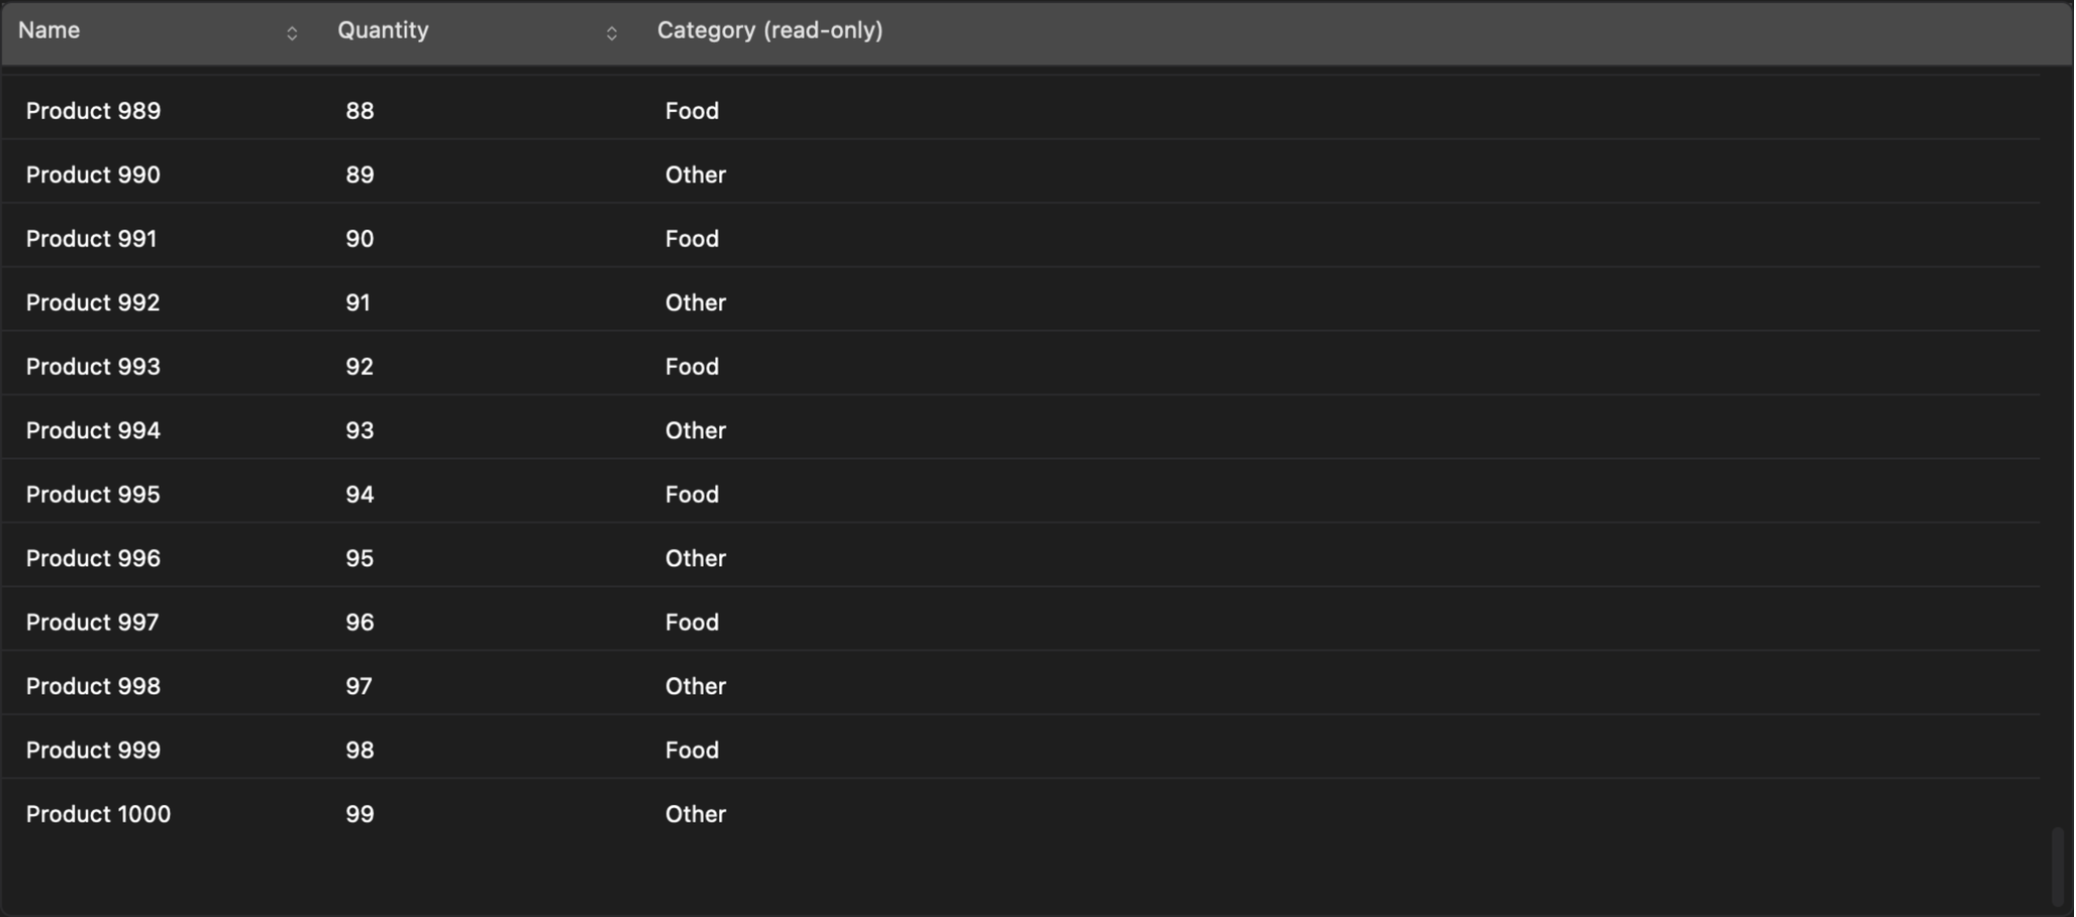 Name Quantity Category (read-only)
Product 989 88 Food
Product 990 89 Other
Product 991 90 Food
Product 992 91 Other
Product 993 92 Food
Product 994 93 Other
Product 995 94 Food
Product 996 95 Other
Product 997 96 Food
Product 998 97 Other
Product 999 98 Food
Product 1000 99 Other